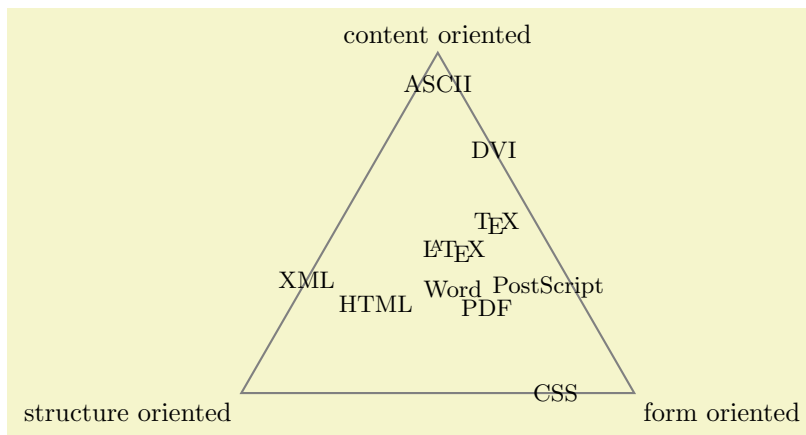 content oriented
ASCII
DVI
TEX
LATEX
XML
Word
PostScript
HTML
PDF
CSS
structure oriented
form oriented